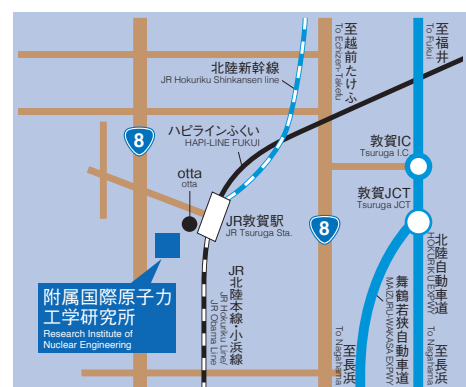 至越前たけふ
To Echizen-Takefu
至福井
To Fukui
北陸新幹線
JR Hokuriku Shinkansen line
ハピラインふくい
HAPI-LINE FUKUI
8
敦賀IC
Tsuruga I.C
otta
otta
敦賀JCT
Tsuruga JCT
JR敦賀駅
JR Tsuruga Sta.
8
附属国際原子力
工学研究所
Research Institute of
Nuclear Engineering
JR北陸本線・小浜線
JR Hokuriku Line/
JR Obama Line
北陸自動車道
HOKURIKU EXPWY
舞鶴若狭自動車道
MAIZURU-WAKASA EXPWY
至長浜
To Nagahama
至長浜
To Nagahama